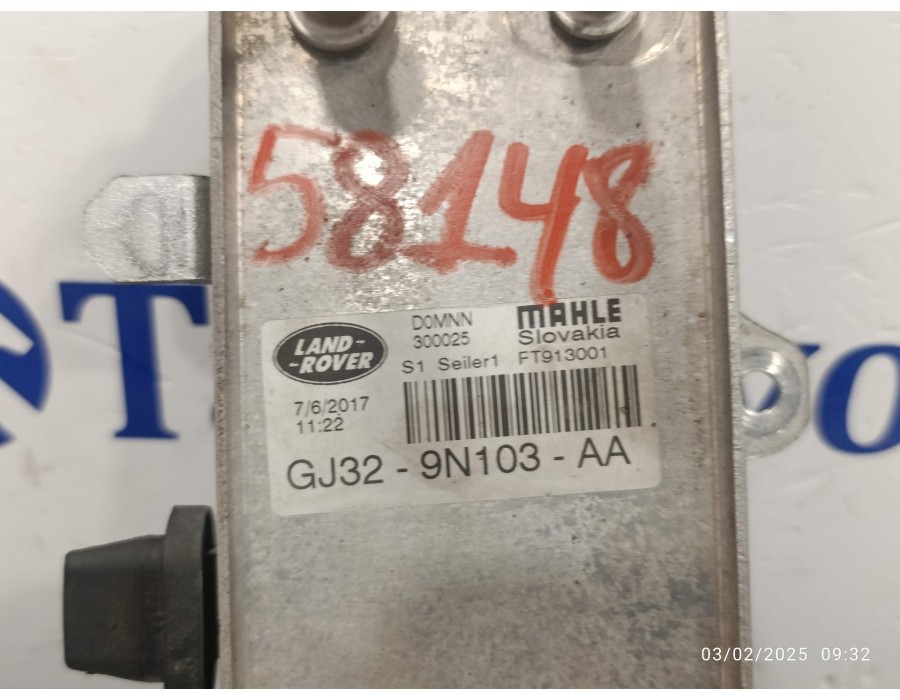 58148
LAND-
-ROVER
D0MNN
300025
S1 Seiler1
MAHLE
Slovakia
FT913001
7/6/2017
11:22
GJ32 - 9N103 - AA
03/02/2025 09:32